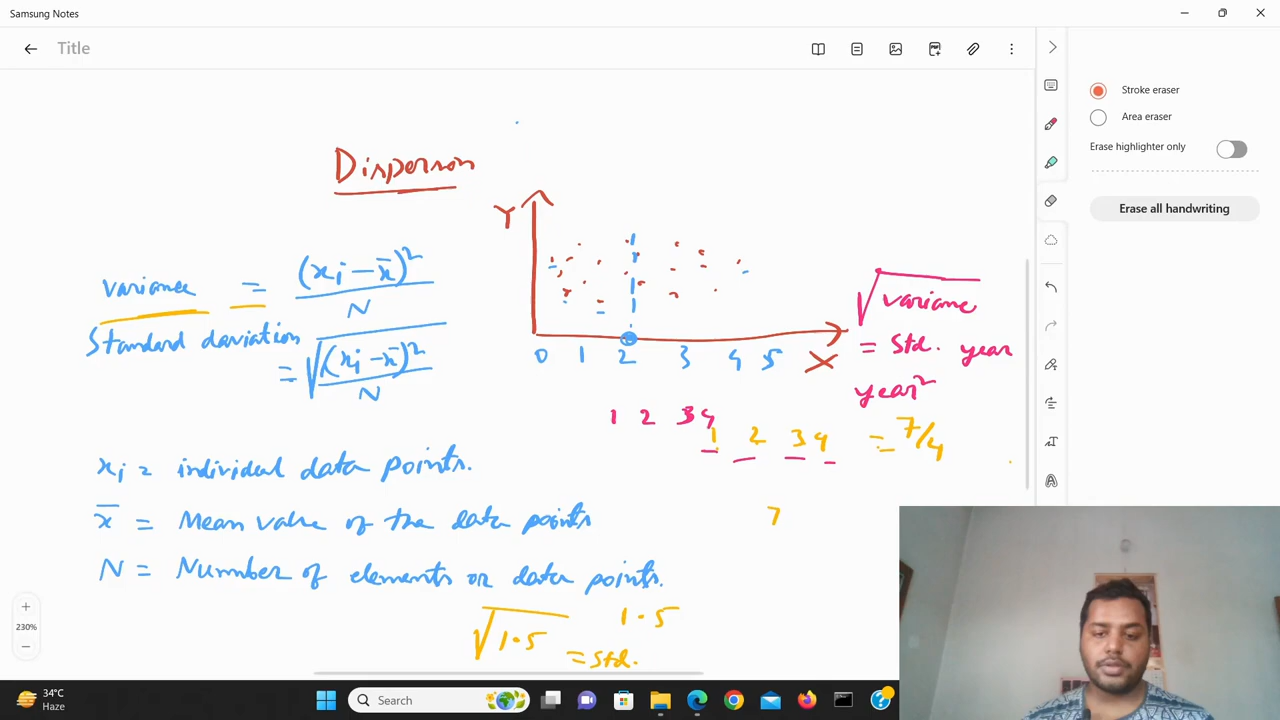 Samsung Notes
Title
Stroke eraser
Area eraser
Erase highlighter only
Erase all handwriting
Dispersion
Y
variance = (xi - x̄)² / N
Standard deviation
= √(xi - x̄)² / N
0 1 2 3 4 5 X
√variance
= Std. year
year²
1 2 3 4
1 2 3 4 = 7/4
xi = individual data points.
x̄ = Mean value of the data points
7
N = Nummber of elements or data points.
√1.5 1.5
= Std.
230%
34°C
Haze
Search